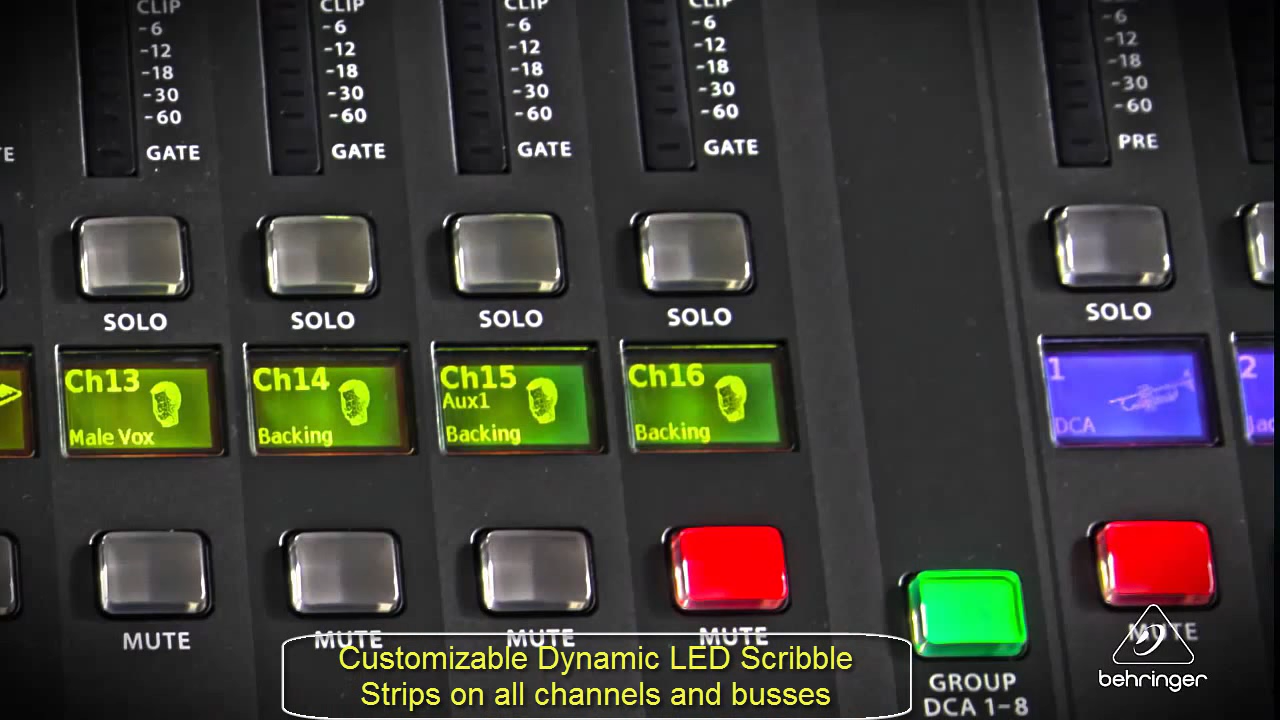 CLIP
CLIP
CLIP
CLIP
-6
-6
-6
-6
-6
-12
-12
-12
-12
-12
-18
-18
-18
-18
-18
-30
-30
-30
-30
-30
-60
-60
-60
-60
-60
GATE
GATE
GATE
GATE
PRE
SOLO
SOLO
SOLO
SOLO
SOLO
Ch13
Male Vox
Ch14
Backing
Ch15
Aux1
Backing
Ch16
Backing
1
DCA
2
MUTE
MUTE
MUTE
MUTE
MUTE
GROUP
DCA 1-8
Customizable Dynamic LED Scribble
Strips on all channels and busses
behringer